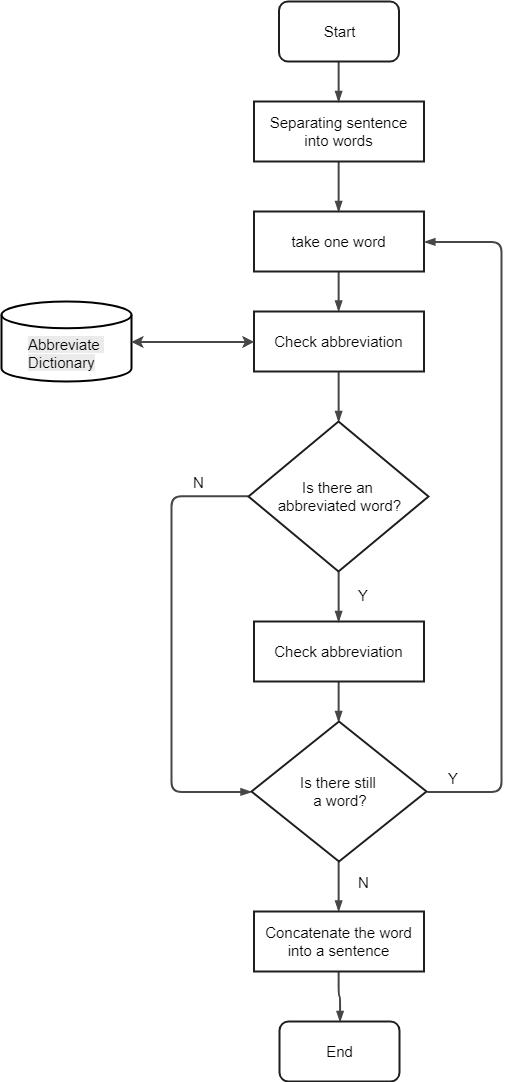 Start
Separating sentence
into words
take one word
Abbreviate
Dictionary
Check abbreviation
Is there an
abbreviated word?
N
Y
Check abbreviation
Is there still
a word?
Y
N
Concatenate the word
into a sentence
End